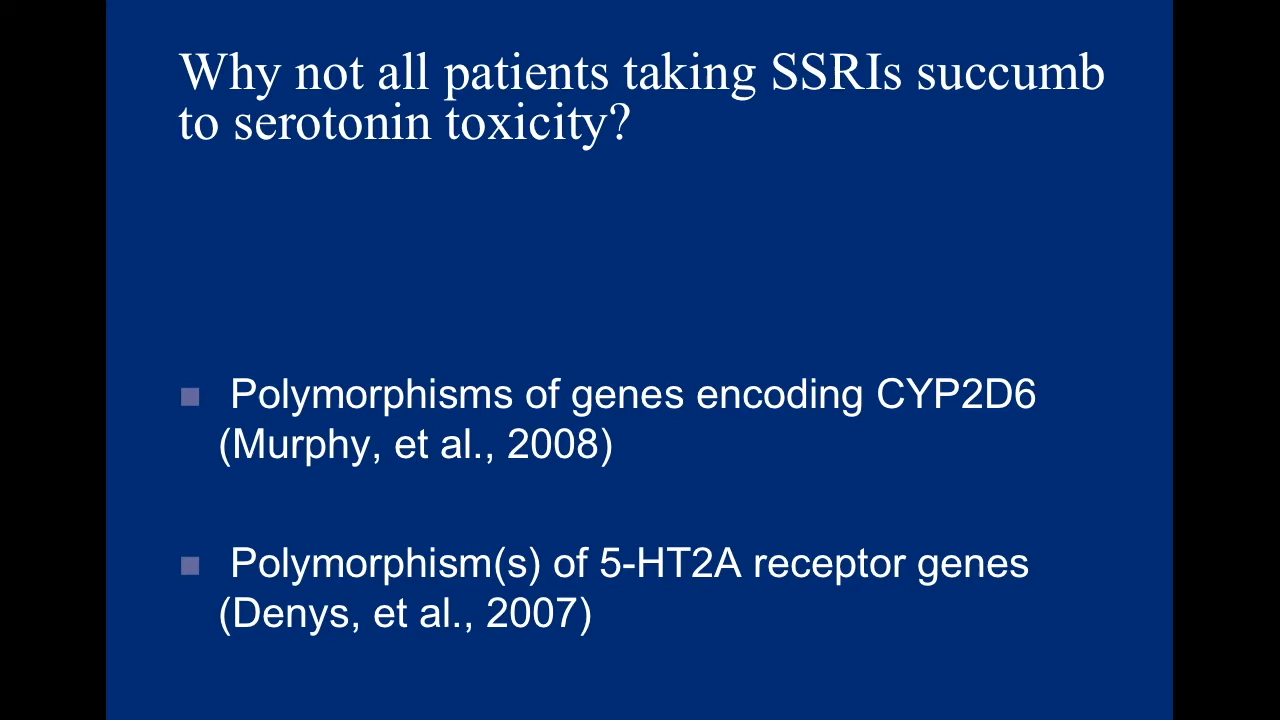 Why not all patients taking SSRIs succumb
to serotonin toxicity?
Polymorphisms of genes encoding CYP2D6
(Murphy, et al., 2008)
Polymorphism(s) of 5-HT2A receptor genes
(Denys, et al., 2007)